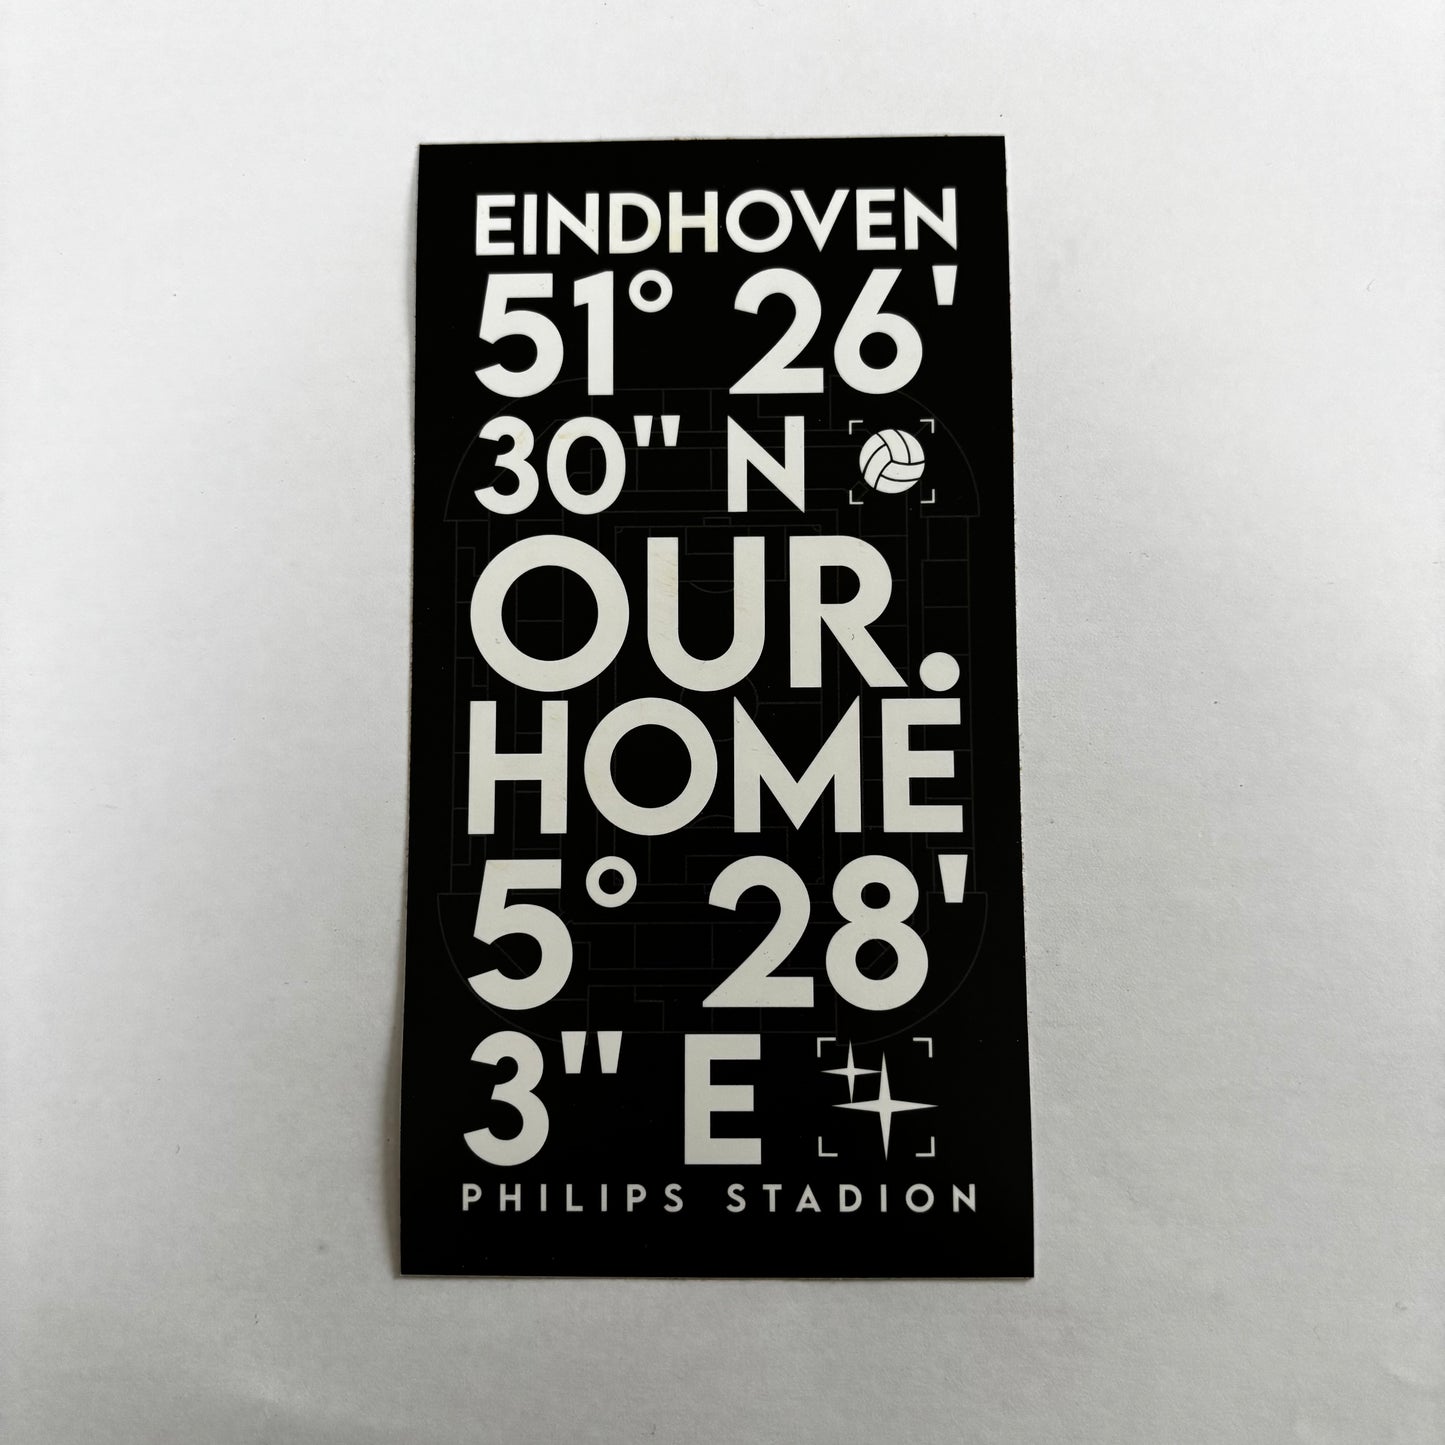 EINDHOVEN
51° 26'
30" N
OUR.
HOME
5° 28'
3" E
PHILIPS STADION